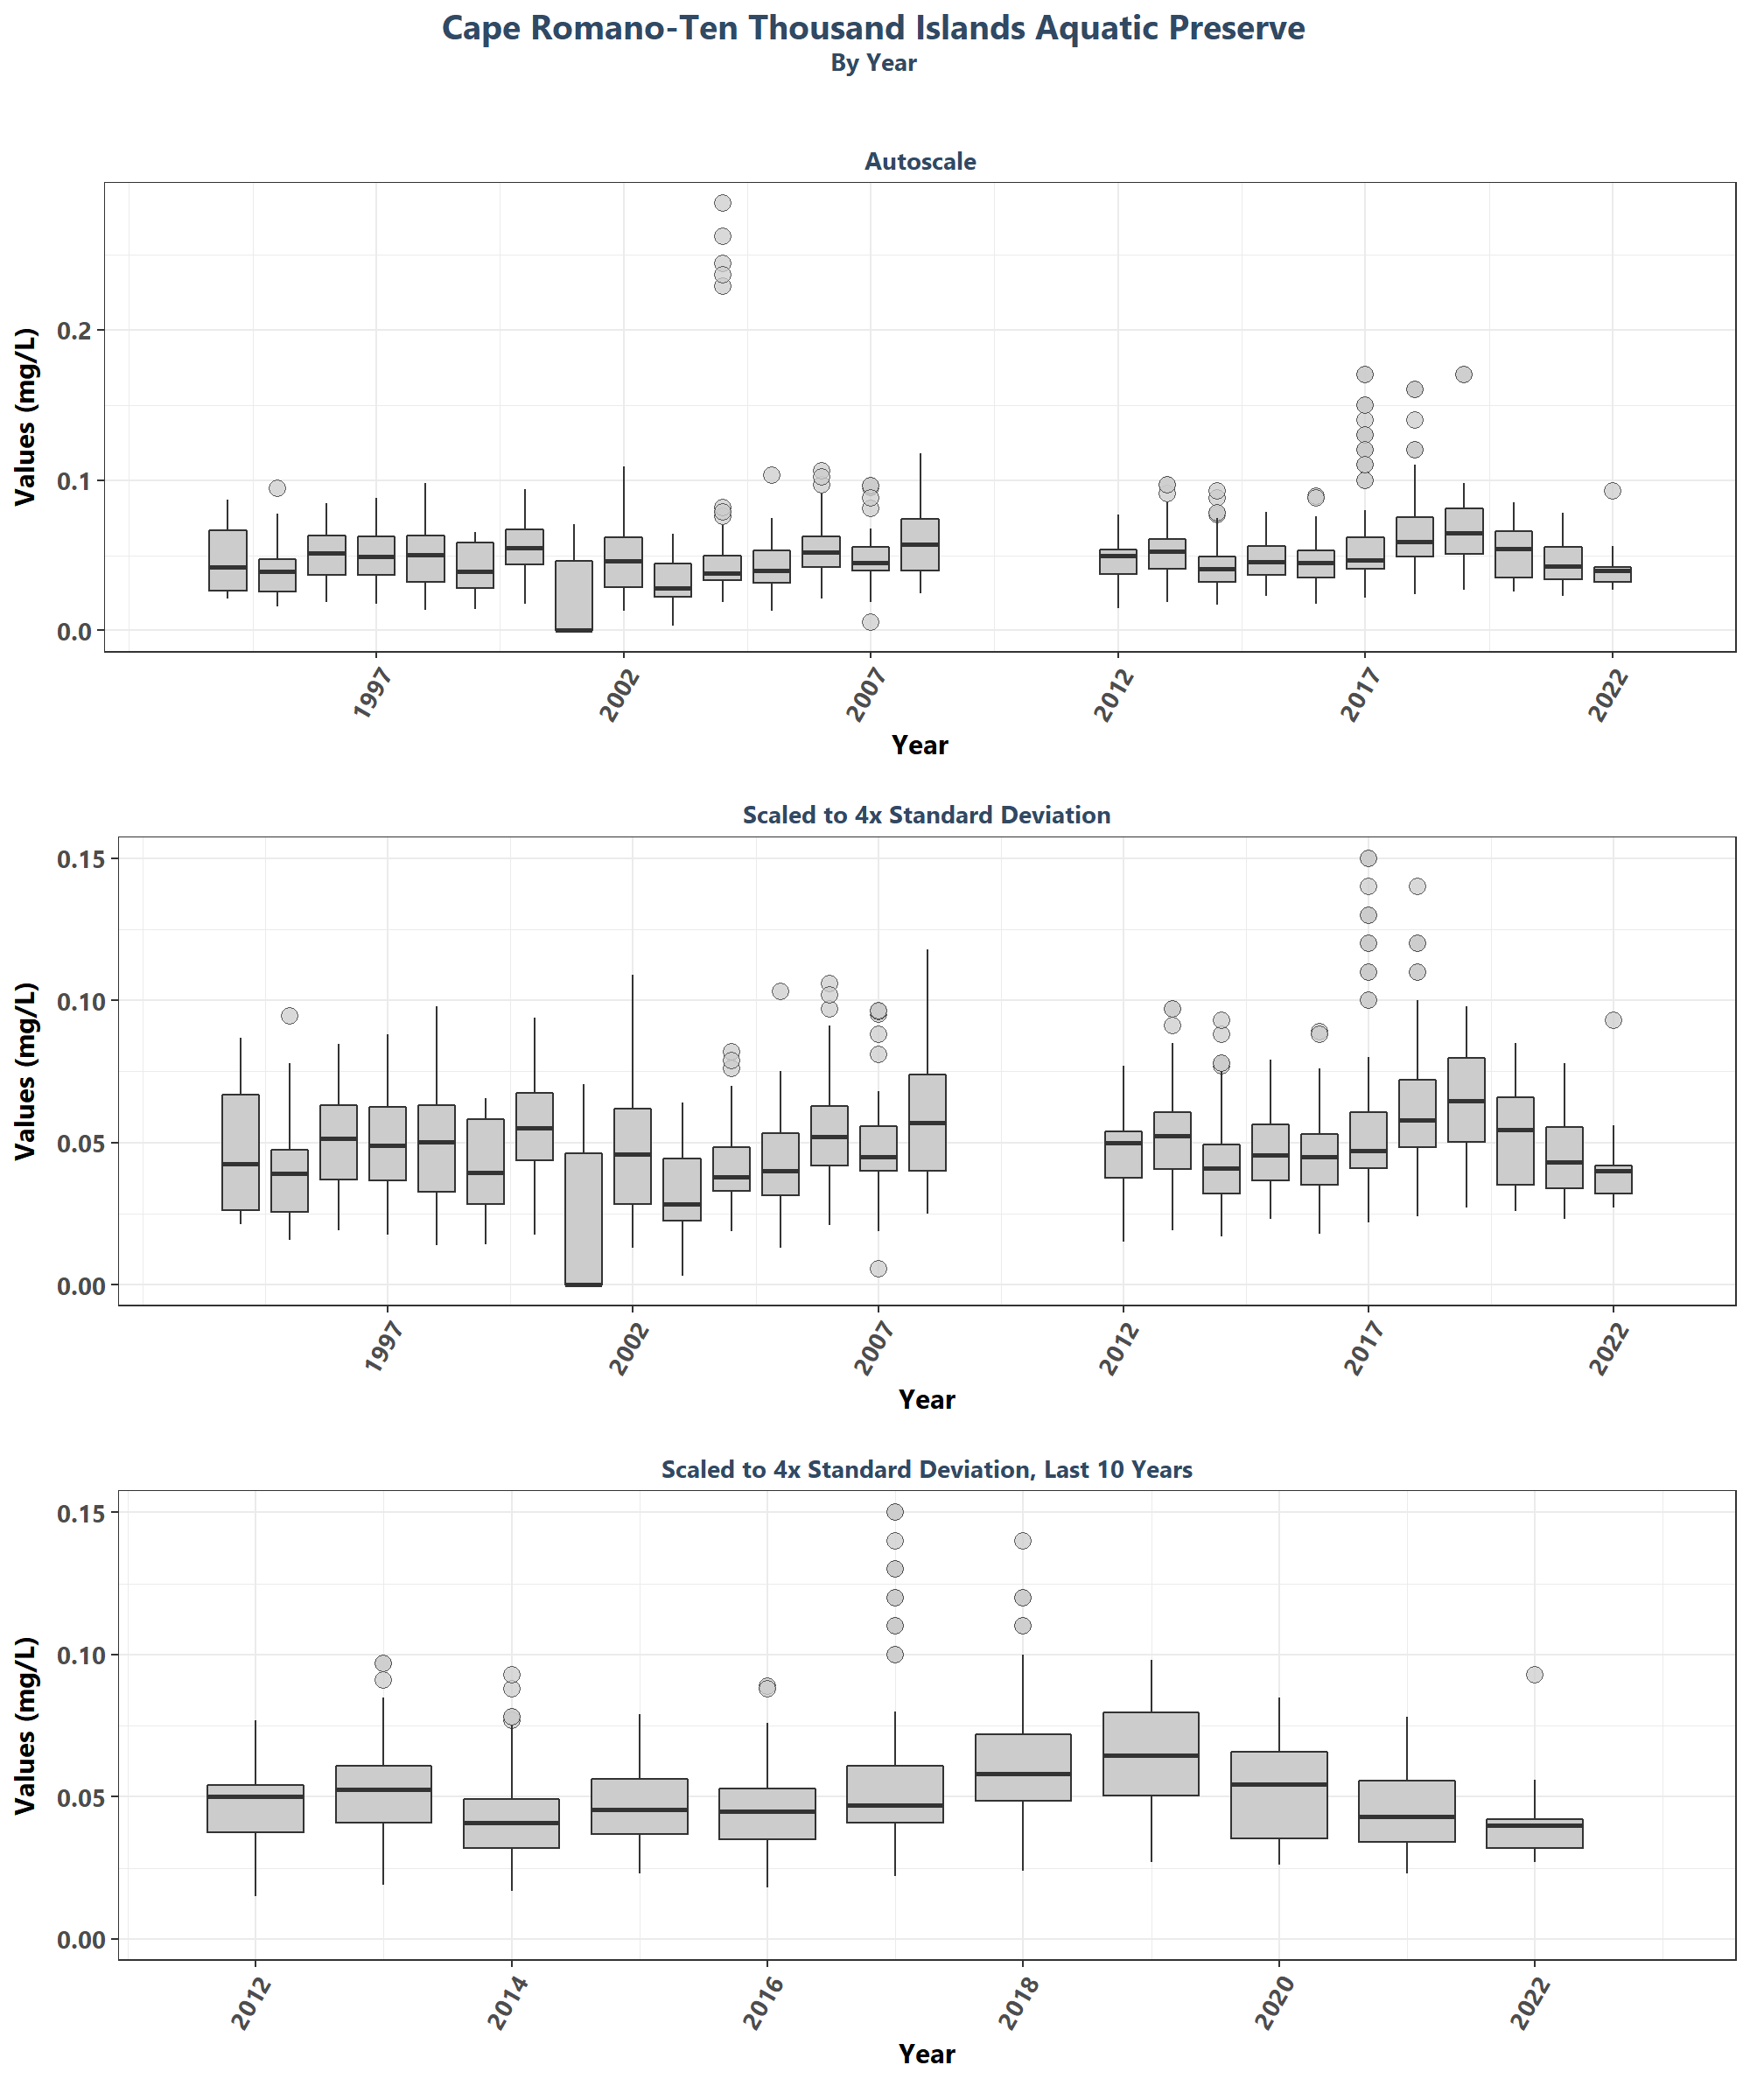 Cape Romano-Ten Thousand Islands Aquatic Preserve
By Year
Autoscale
Values (mg/L)
0.2
0.1
0.0
1997
2002
2007
2012
2017
2022
Year
Scaled to 4x Standard Deviation
Values (mg/L)
0.15
0.10
0.05
0.00
1997
2002
2007
2012
2017
2022
Year
Scaled to 4x Standard Deviation, Last 10 Years
Values (mg/L)
0.15
0.10
0.05
0.00
2012
2014
2016
2018
2020
2022
Year